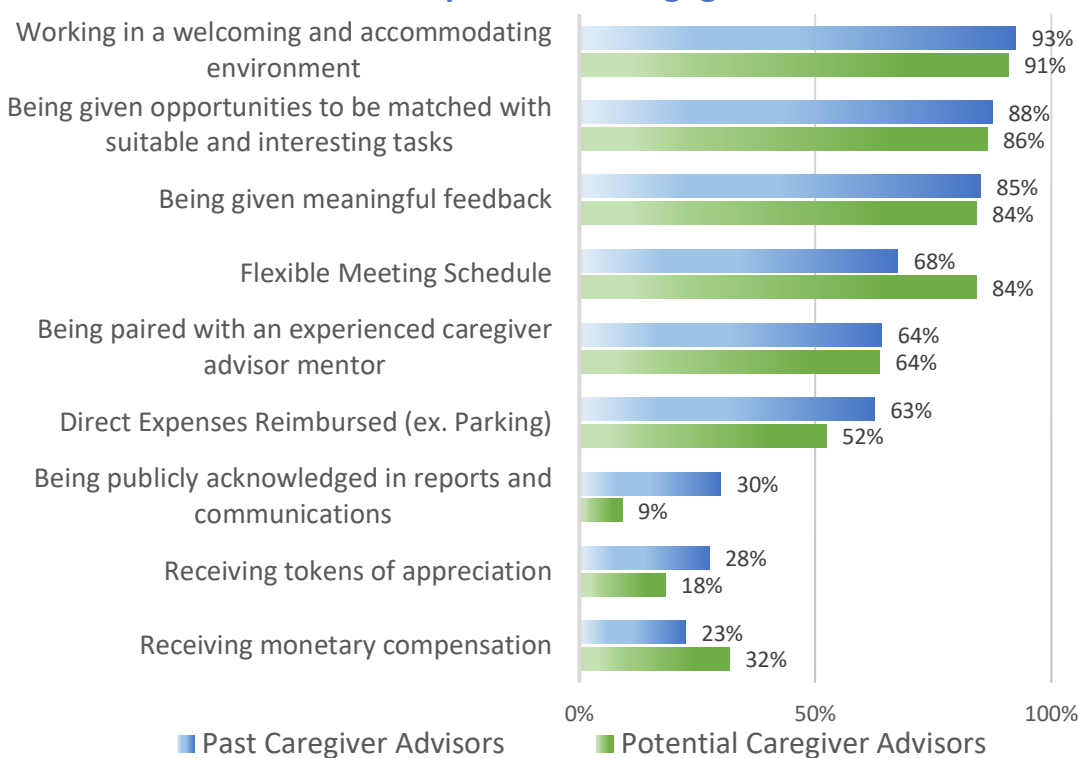 Working in a welcoming and accommodating
environment
93%
91%
Being given opportunities to be matched with
suitable and interesting tasks
88%
86%
Being given meaningful feedback
85%
84%
Flexible Meeting Schedule
68%
84%
Being paired with an experienced caregiver
advisor mentor
64%
64%
Direct Expenses Reimbursed (ex. Parking)
63%
52%
Being publicly acknowledged in reports and
communications
30%
9%
Receiving tokens of appreciation
28%
18%
Receiving monetary compensation
23%
32%
0% 50% 100%
Past Caregiver Advisors Potential Caregiver Advisors